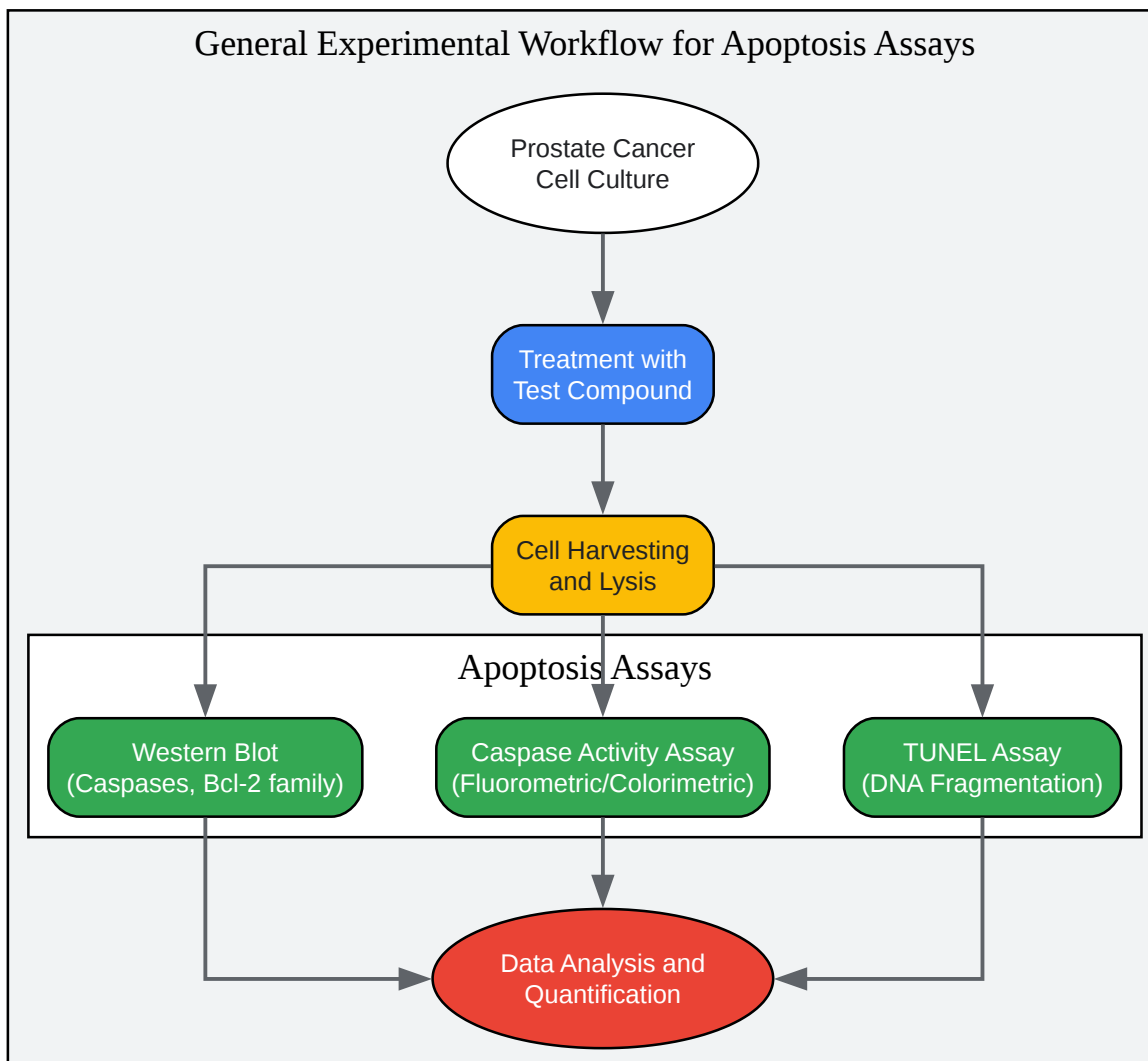 General Experimental Workflow for Apoptosis Assays
Prostate Cancer
Cell Culture
Treatment with
Test Compound
Cell Harvesting
and Lysis
Apoptosis Assays
Western Blot
(Caspases, Bcl-2 family)
Caspase Activity Assay
(Fluorometric/Colorimetric)
TUNEL Assay
(DNA Fragmentation)
Data Analysis and
Quantification